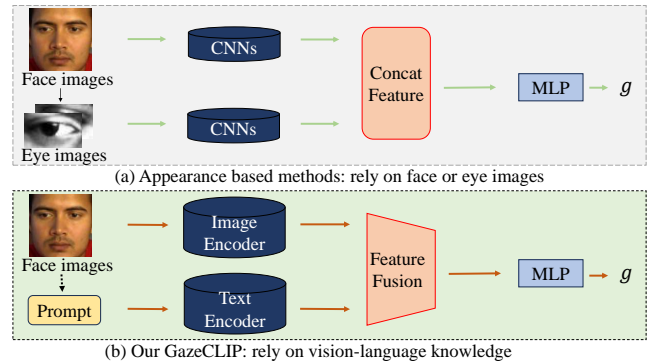 Face images
CNNs
Concat
Feature
MLP
g
Eye images
CNNs
(a) Appearance based methods: rely on face or eye images
Face images
Image
Encoder
Feature
Fusion
MLP
g
Prompt
Text
Encoder
(b) Our GazeCLIP: rely on vision-language knowledge